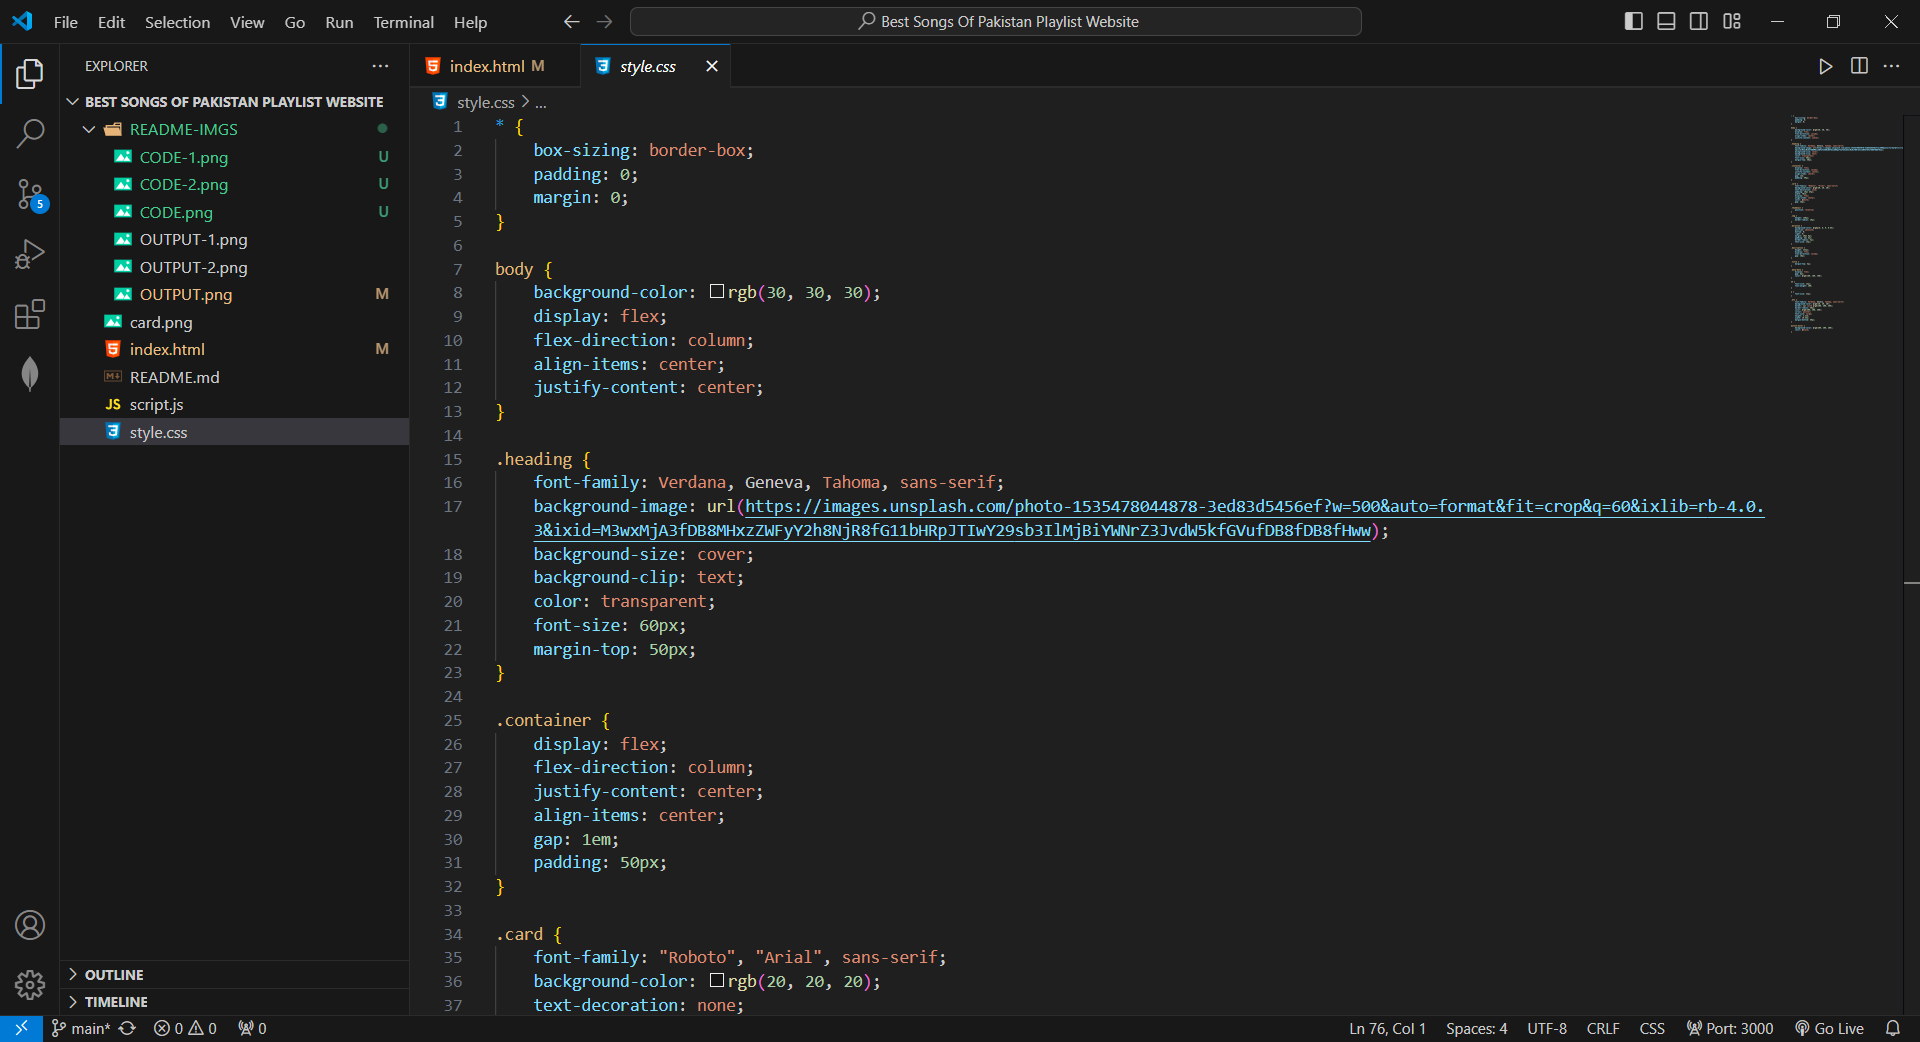 File Edit Selection View Go Run Terminal Help
Best Songs Of Pakistan Playlist Website
EXPLORER
BEST SONGS OF PAKISTAN PLAYLIST WEBSITE
README-IMGS
CODE-1.png U
CODE-2.png U
CODE.png U
OUTPUT-1.png
OUTPUT-2.png
OUTPUT.png M
card.png
index.html M
README.md
JS script.js
style.css
5
OUTLINE
TIMELINE
index.html M
style.css
style.css > ...
1 * {
2 box-sizing: border-box;
3 padding: 0;
4 margin: 0;
5 }
6
7 body {
8 background-color: rgb(30, 30, 30);
9 display: flex;
10 flex-direction: column;
11 align-items: center;
12 justify-content: center;
13 }
14
15 .heading {
16 font-family: Verdana, Geneva, Tahoma, sans-serif;
17 background-image: url(https://images.unsplash.com/photo-1535478044878-3ed83d5456ef?w=500&auto=format&fit=crop&q=60&ixlib=rb-4.0.
3&ixid=M3wxMjA3fDB8MHxzZWFyY2h8NjR8fG11bHRpJTIwY29sb3IlMjBiYWNrZ3JvdW5kfGVufDB8fDB8fHww);
18 background-size: cover;
19 background-clip: text;
20 color: transparent;
21 font-size: 60px;
22 margin-top: 50px;
23 }
24
25 .container {
26 display: flex;
27 flex-direction: column;
28 justify-content: center;
29 align-items: center;
30 gap: 1em;
31 padding: 50px;
32 }
33
34 .card {
35 font-family: "Roboto", "Arial", sans-serif;
36 background-color: rgb(20, 20, 20);
37 text-decoration: none;
main* 0 0 0
Ln 76, Col 1 Spaces: 4 UTF-8 CRLF CSS Port: 3000 Go Live